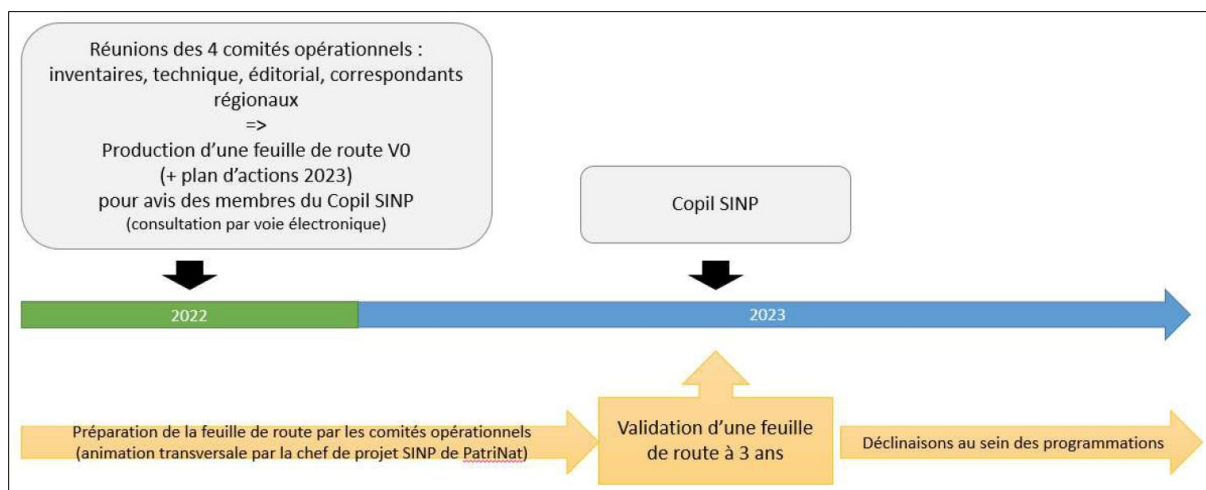 Réunions des 4 comités opérationnels :
inventaires, technique, éditorial, correspondants
régionaux
=>
Production d'une feuille de route V0
(+ plan d'actions 2023)
pour avis des membres du Copil SINP
(consultation par voie électronique)
Copil SINP
2022
2023
Préparation de la feuille de route par les comités opérationnels
(animation transversale par la chef de projet SINP de PatriNat)
Validation d'une feuille
de route à 3 ans
Déclinaisons au sein des programmations